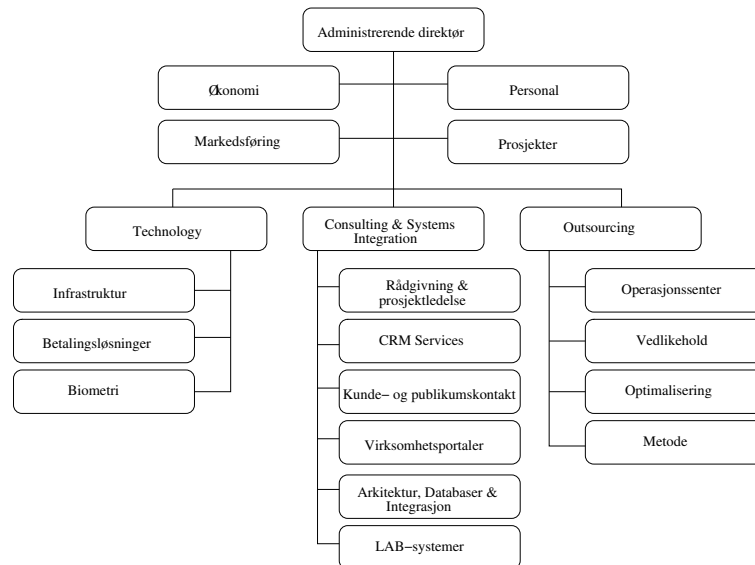 Administrerende direktør
Økonomi
Personal
Markedsføring
Prosjekter
Technology
Consulting & Systems
Integration
Outsourcing
Infrastruktur
Betalingsløsninger
Biometri
Rådgivning &
prosjektledelse
CRM Services
Kunde− og publikumskontakt
Virksomhetsportaler
Arkitektur, Databaser &
Integrasjon
LAB−systemer
Operasjonssenter
Vedlikehold
Optimalisering
Metode